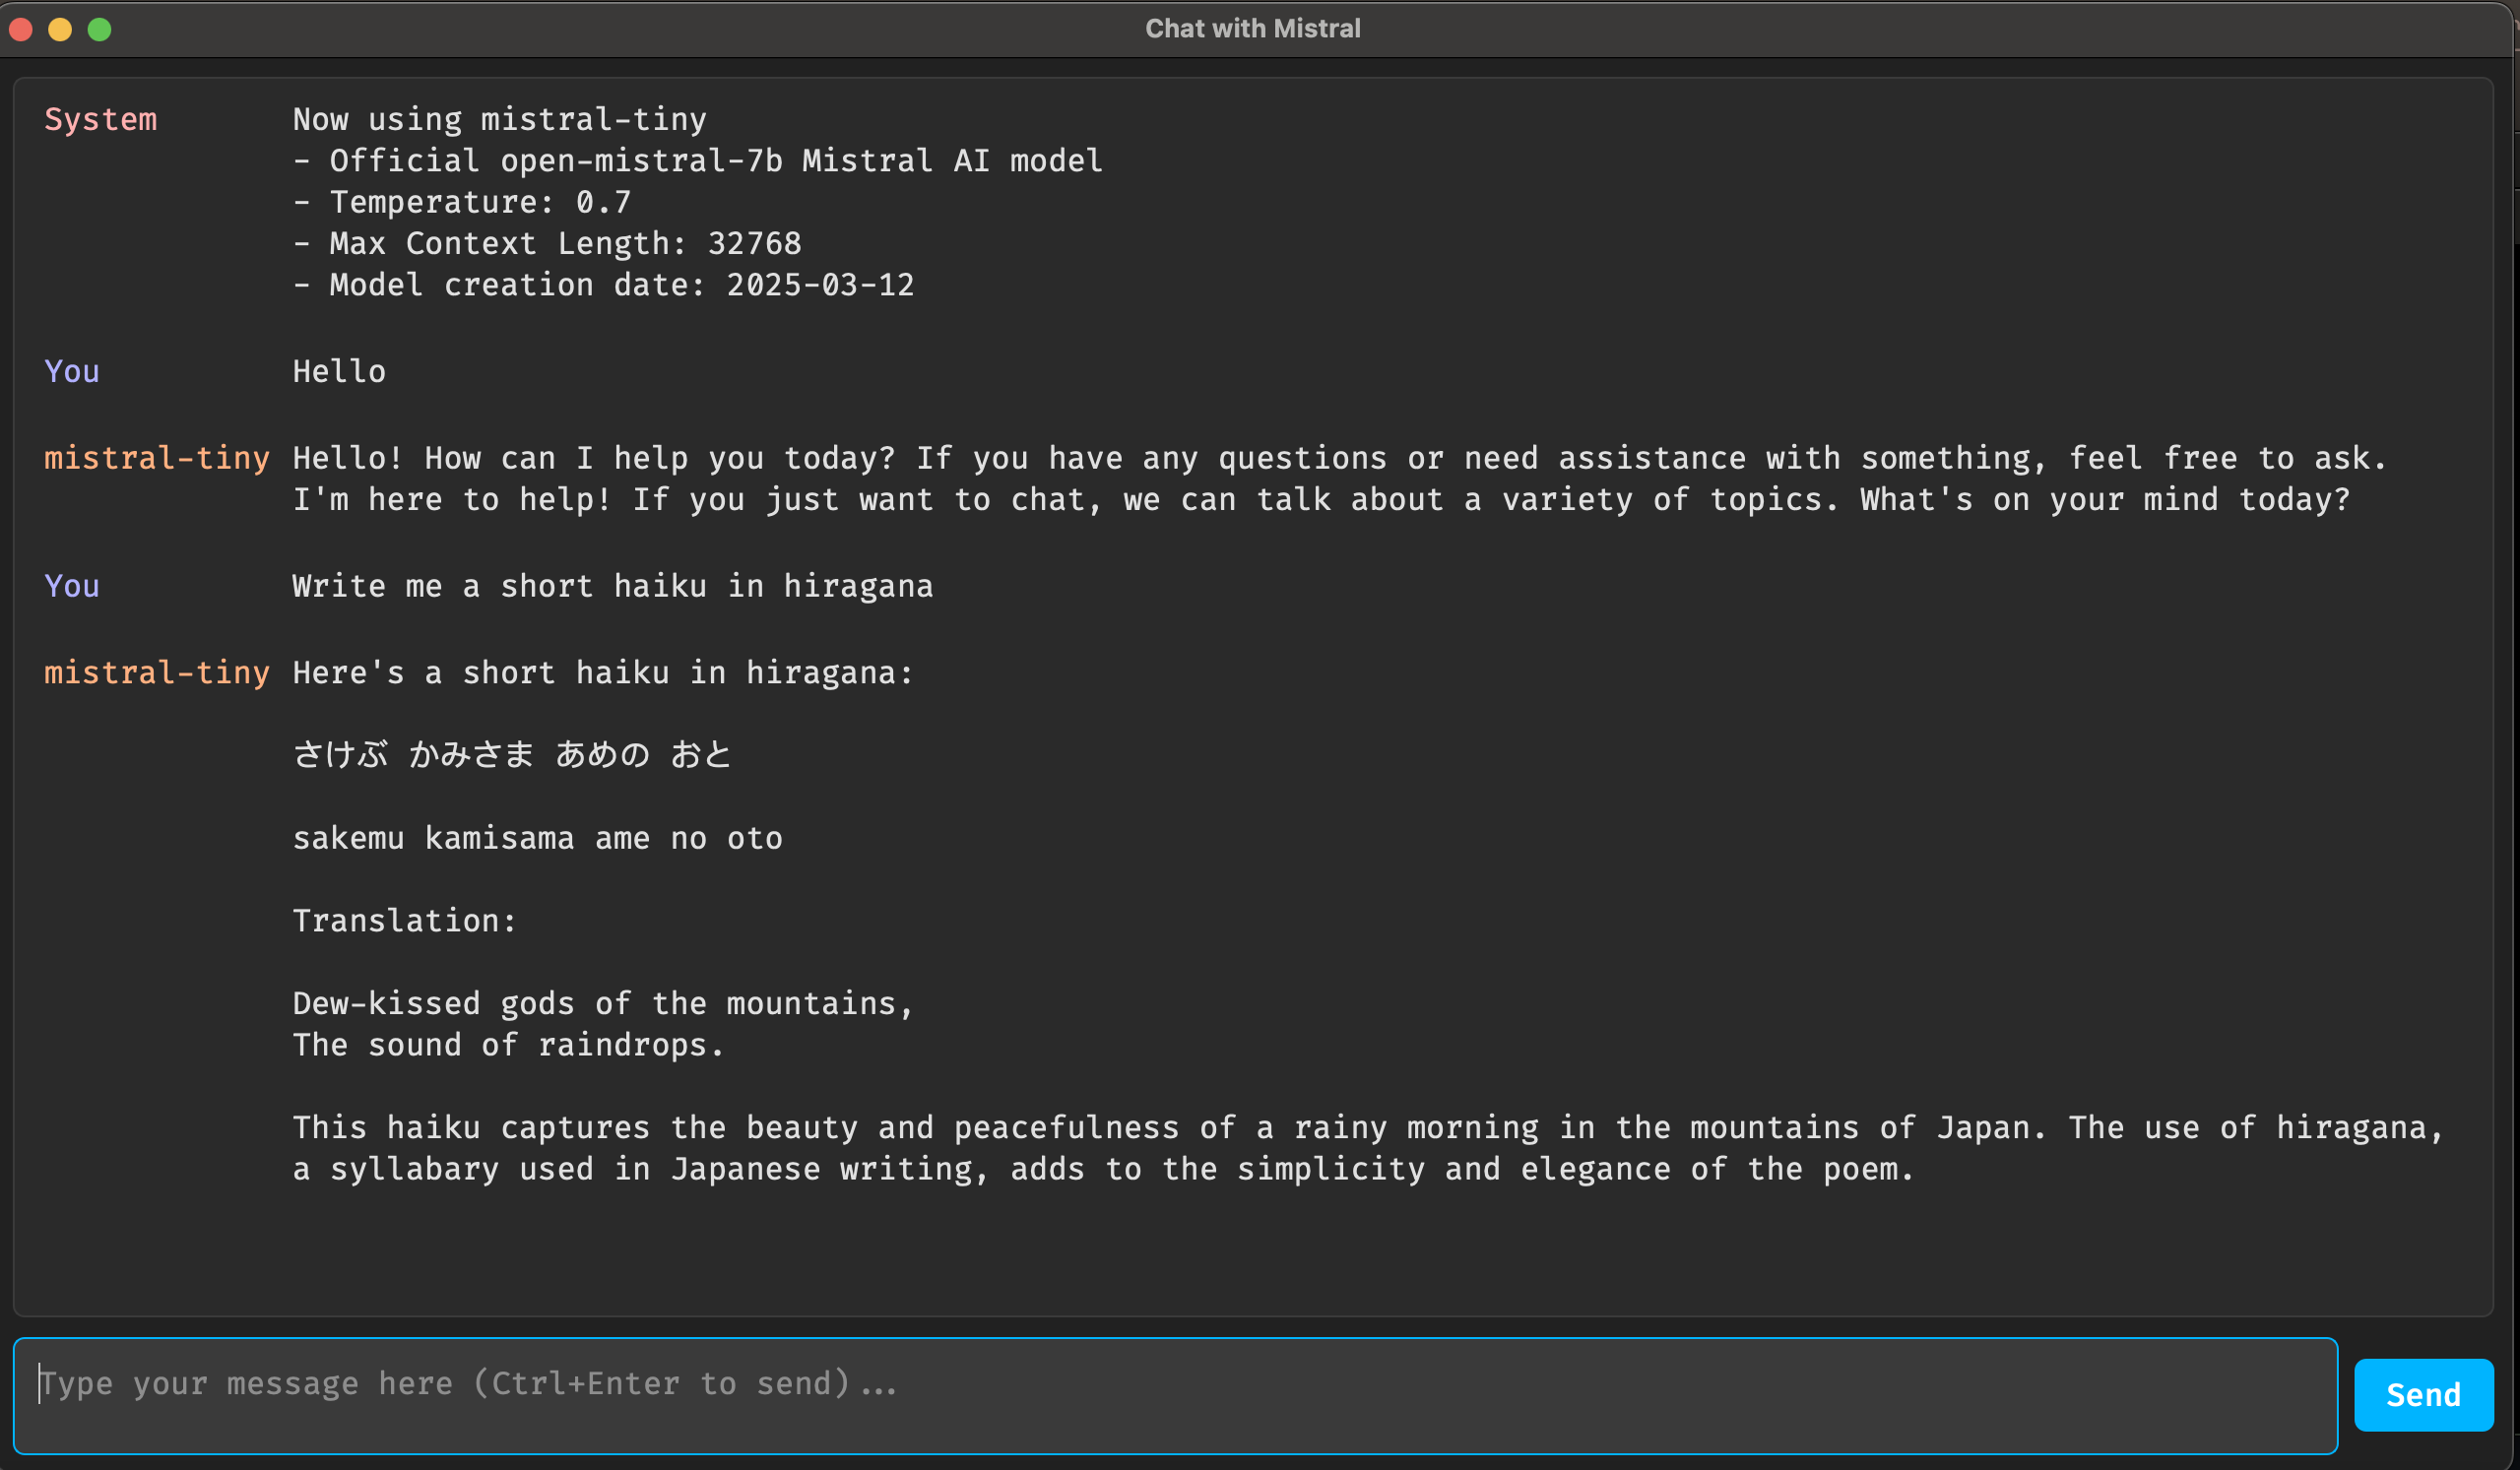 Chat with Mistral
System Now using mistral-tiny
- Official open-mistral-7b Mistral AI model
- Temperature: 0.7
- Max Context Length: 32768
- Model creation date: 2025-03-12
You Hello
mistral-tiny Hello! How can I help you today? If you have any questions or need assistance with something, feel free to ask.
I'm here to help! If you just want to chat, we can talk about a variety of topics. What's on your mind today?
You Write me a short haiku in hiragana
mistral-tiny Here's a short haiku in hiragana:
さけぶ かみさま あめの おと
sakemu kamisama ame no oto
Translation:
Dew-kissed gods of the mountains,
The sound of raindrops.
This haiku captures the beauty and peacefulness of a rainy morning in the mountains of Japan. The use of hiragana,
a syllabary used in Japanese writing, adds to the simplicity and elegance of the poem.
Type your message here (Ctrl+Enter to send)...
Send